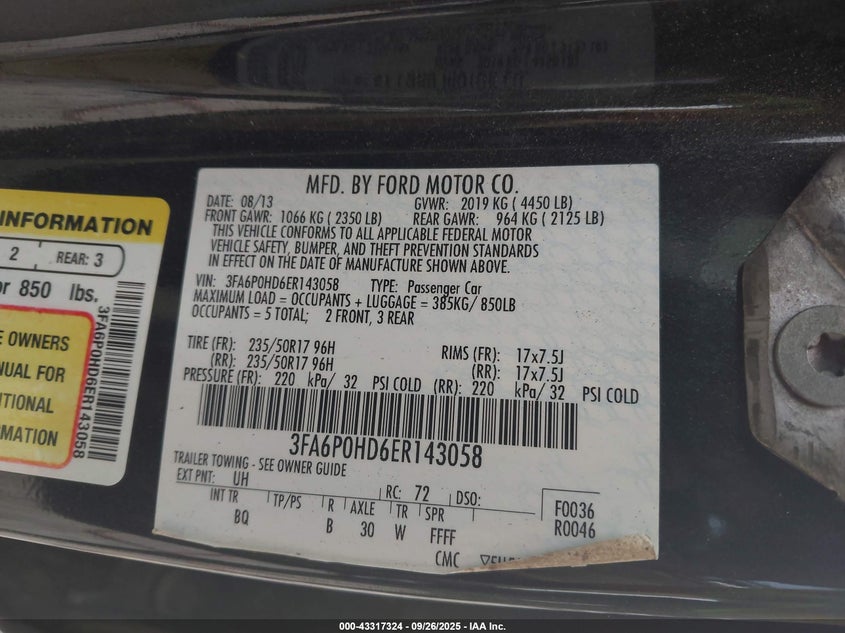 MFD. BY FORD MOTOR CO.
DATE: 08/13 GVWR: 2019 KG ( 4450 LB)
FRONT GAWR: 1066 KG ( 2350 LB) REAR GAWR: 964 KG ( 2125 LB)
THIS VEHICLE CONFORMS TO ALL APPLICABLE FEDERAL MOTOR
VEHICLE SAFETY, BUMPER, AND THEFT PREVENTION STANDARDS
IN EFFECT ON THE DATE OF MANUFACTURE SHOWN ABOVE.
VIN: 3FA6P0HD6ER143058 TYPE: Passenger Car
MAXIMUM LOAD = OCCUPANTS + LUGGAGE = 385KG/ 850LB
OCCUPANTS = 5 TOTAL; 2 FRONT, 3 REAR
TIRE (FR): 235/50R17 96H RIMS (FR): 17x7.5J
(RR): 235/50R17 96H (RR): 17x7.5J
PRESSURE (FR): 220 kPa/ 32 PSI COLD (RR): 220 kPa/ 32 PSI COLD
3FA6P0HD6ER143058
TRAILER TOWING - SEE OWNER GUIDE
EXT PNT: UH RC: 72 DSO: F0036
INT TR TP/PS R AXLE TR SPR R0046
BQ B 30 W FFFF
CMC
INFORMATION
2 REAR: 3
or 850 lbs.
E OWNERS
NUAL FOR
ITIONAL
ORMATION
3FA6P0HD6ER143058
000-43317324 - 09/26/2025 - IAA Inc.